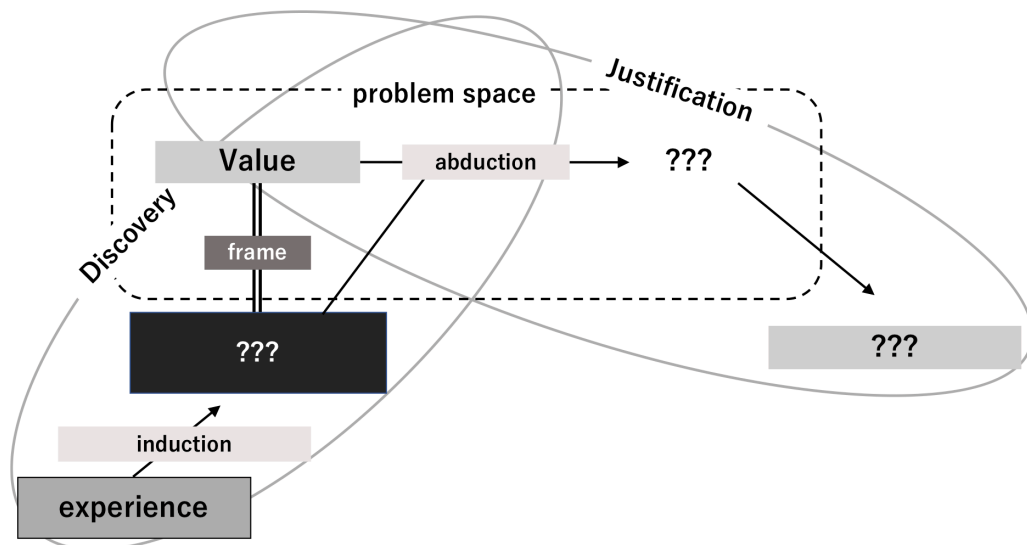 Justification
problem space
Value
abduction
???
Discovery
frame
???
???
induction
experience